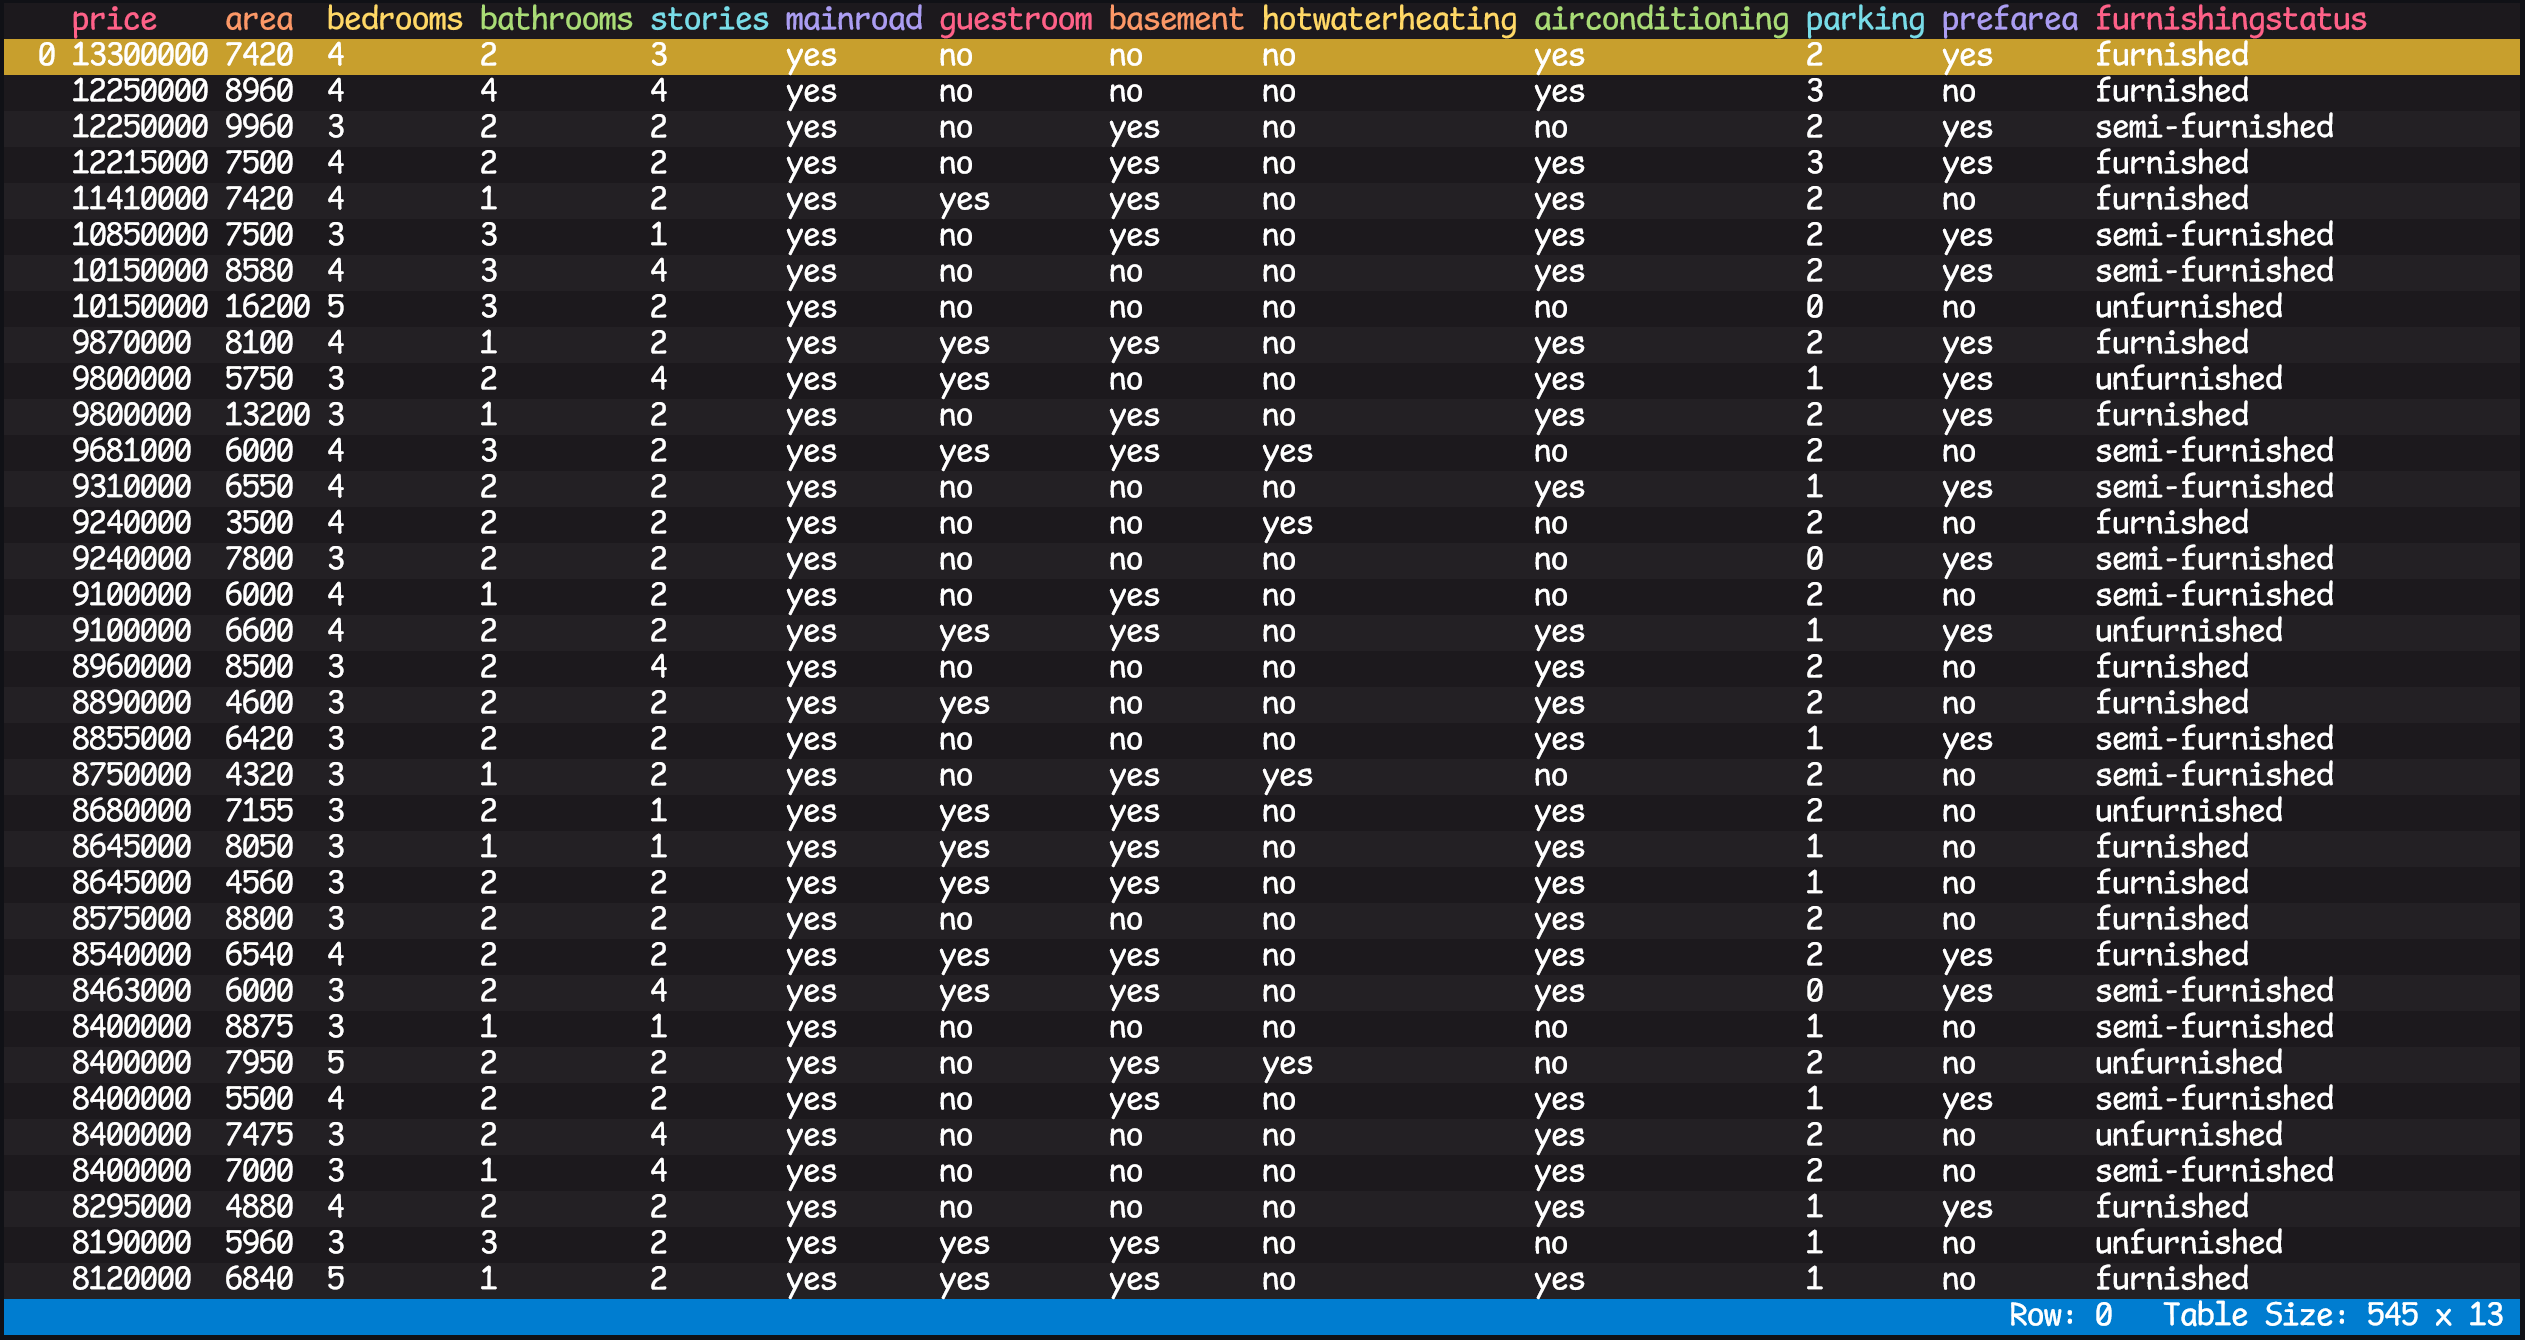 price area bedrooms bathrooms stories mainroad guestroom basement hotwaterheating airconditioning parking prefarea furnishingstatus
0 13300000 7420 4 2 3 yes no no no yes 2 yes furnished
12250000 8960 4 4 4 yes no no no yes 3 no furnished
12250000 9960 3 2 2 yes no yes no no 2 yes semi-furnished
12215000 7500 4 2 2 yes no yes no yes 3 yes furnished
11410000 7420 4 1 2 yes yes yes no yes 2 no furnished
10850000 7500 3 3 1 yes no yes no yes 2 yes semi-furnished
10150000 8580 4 3 4 yes no no no yes 2 yes semi-furnished
10150000 16200 5 3 2 yes no no no no 0 no unfurnished
9870000 8100 4 1 2 yes yes yes no yes 2 yes furnished
9800000 5750 3 2 4 yes yes no no yes 1 yes unfurnished
9800000 13200 3 1 2 yes no yes no yes 2 yes furnished
9681000 6000 4 3 2 yes yes yes yes no 2 no semi-furnished
9310000 6550 4 2 2 yes no no no yes 1 yes semi-furnished
9240000 3500 4 2 2 yes no no yes no 2 no furnished
9240000 7800 3 2 2 yes no no no no 0 yes semi-furnished
9100000 6000 4 1 2 yes no yes no no 2 no semi-furnished
9100000 6600 4 2 2 yes yes yes no yes 1 yes unfurnished
8960000 8500 3 2 4 yes no no no yes 2 no furnished
8890000 4600 3 2 2 yes yes no no yes 2 no furnished
8855000 6420 3 2 2 yes no no no yes 1 yes semi-furnished
8750000 4320 3 1 2 yes no yes yes no 2 no semi-furnished
8680000 7155 3 2 1 yes yes yes no yes 2 no unfurnished
8645000 8050 3 1 1 yes yes yes no yes 1 no furnished
8645000 4560 3 2 2 yes yes yes no yes 1 no furnished
8575000 8800 3 2 2 yes no no no yes 2 no furnished
8540000 6540 4 2 2 yes yes yes no yes 2 yes furnished
8463000 6000 3 2 4 yes yes yes no yes 0 yes semi-furnished
8400000 8875 3 1 1 yes no no no no 1 no semi-furnished
8400000 7950 5 2 2 yes no yes yes no 2 no unfurnished
8400000 5500 4 2 2 yes no yes no yes 1 yes semi-furnished
8400000 7475 3 2 4 yes no no no yes 2 no unfurnished
8400000 7000 3 1 4 yes no no no yes 2 no semi-furnished
8295000 4880 4 2 2 yes no no no yes 1 yes furnished
8190000 5960 3 3 2 yes yes yes no no 1 no unfurnished
8120000 6840 5 1 2 yes yes yes no yes 1 no furnished
Row: 0 Table Size: 545 x 13